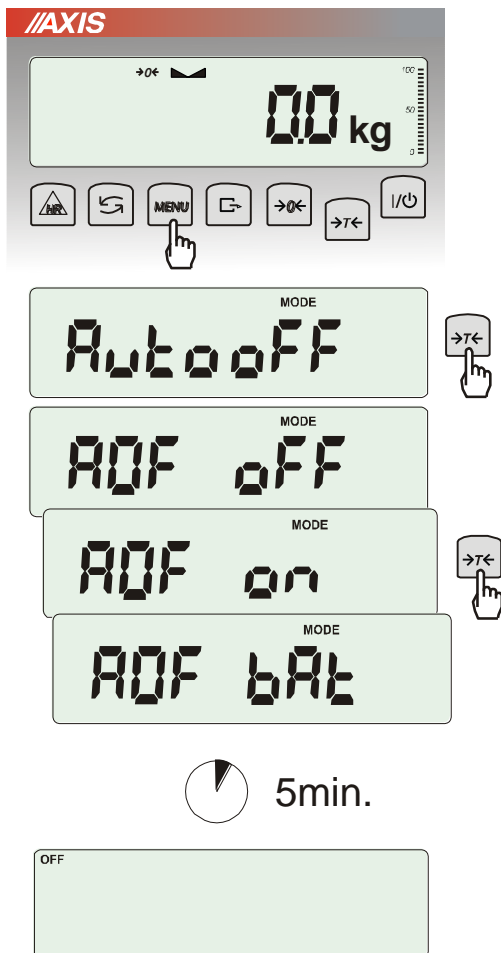 //AXIS
→0←
100
50
0
0.0 kg
HR MENU →0← →T← I/⏻
MODE
AutooFF
→T←
MODE
AOF oFF
MODE
AOF on
→T←
MODE
AOF bAt
5min.
OFF